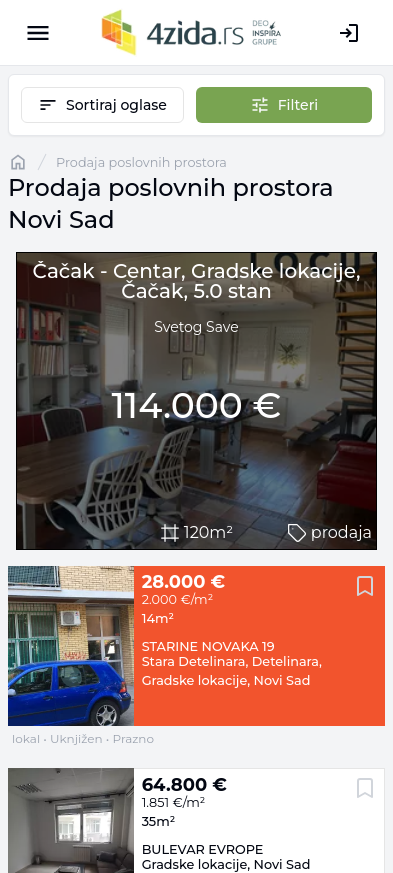 4zida.rs
DEO
INSPIRA
GRUPE
Sortiraj oglase
Filteri
/ Prodaja poslovnih prostora
Prodaja poslovnih prostora
Novi Sad
Čačak - Centar, Gradske lokacije,
Čačak, 5.0 stan
Svetog Save
114.000 €
120m²
prodaja
28.000 €
2.000 €/m²
14m²
STARINE NOVAKA 19
Stara Detelinara, Detelinara,
Gradske lokacije, Novi Sad
lokal • Uknjižen • Prazno
64.800 €
1.851 €/m²
35m²
BULEVAR EVROPE
Gradske lokacije, Novi Sad